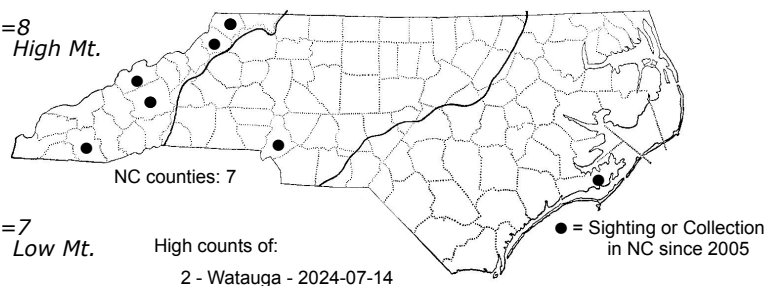 =8
High Mt.
NC counties: 7
=7
Low Mt.
High counts of:
2 - Watauga - 2024-07-14
● = Sighting or Collection
in NC since 2005